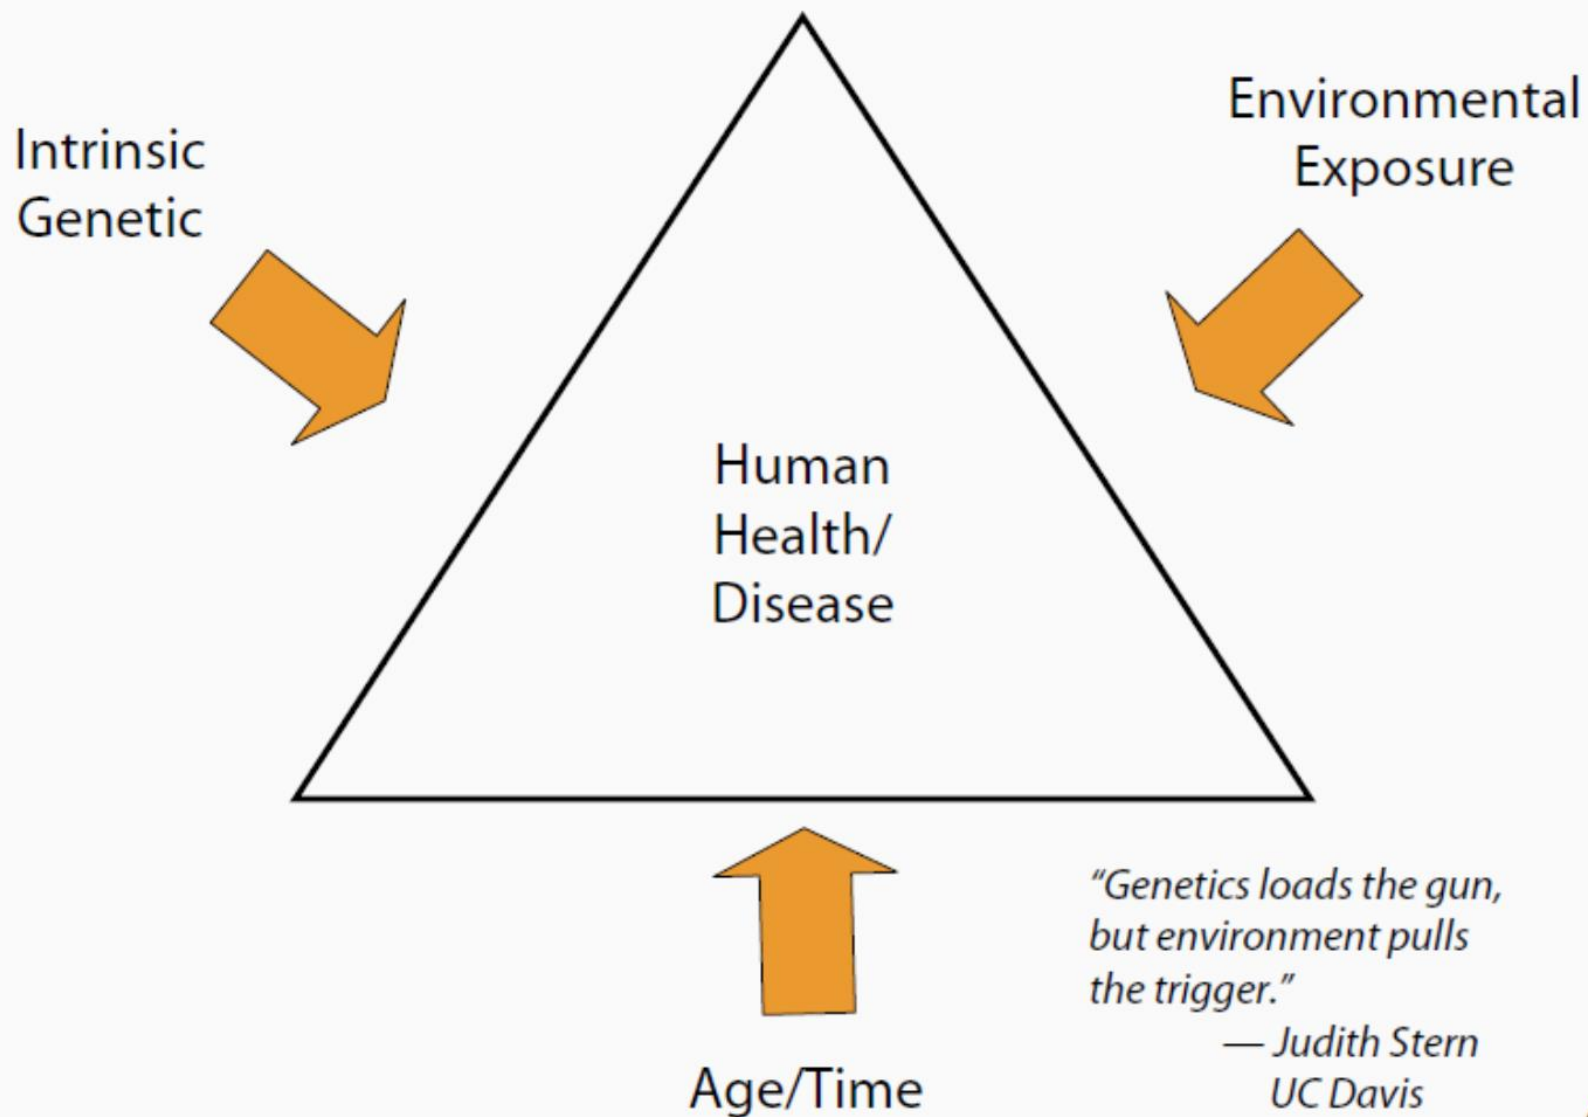 Intrinsic
Genetic
Environmental
Exposure
Human
Health/
Disease
Age/Time
“Genetics loads the gun,
but environment pulls
the trigger.”
— Judith Stern
UC Davis